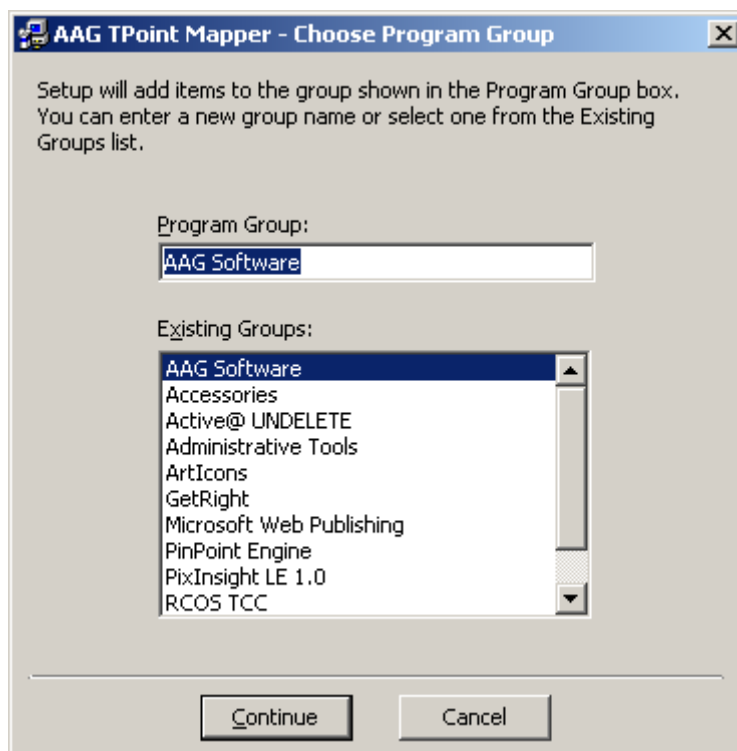 AAG TPoint Mapper - Choose Program Group
Setup will add items to the group shown in the Program Group box.
You can enter a new group name or select one from the Existing
Groups list.
Program Group:
AAG Software
Existing Groups:
AAG Software
Accessories
Active@ UNDELETE
Administrative Tools
ArtIcons
GetRight
Microsoft Web Publishing
PinPoint Engine
PixInsight LE 1.0
RCOS TCC
Continue
Cancel